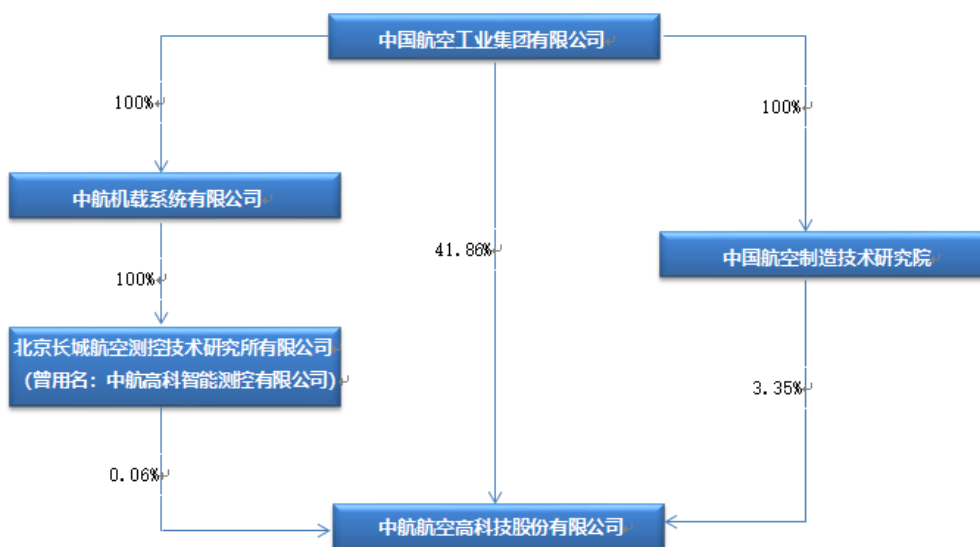 中国航空工业集团有限公司
100%
100%
中航机载系统有限公司
41.86%
中国航空制造技术研究院
100%
北京长城航空测控技术研究所有限公司
（曾用名：中航高科智能测控有限公司）
3.35%
0.06%
中航航空高科技股份有限公司